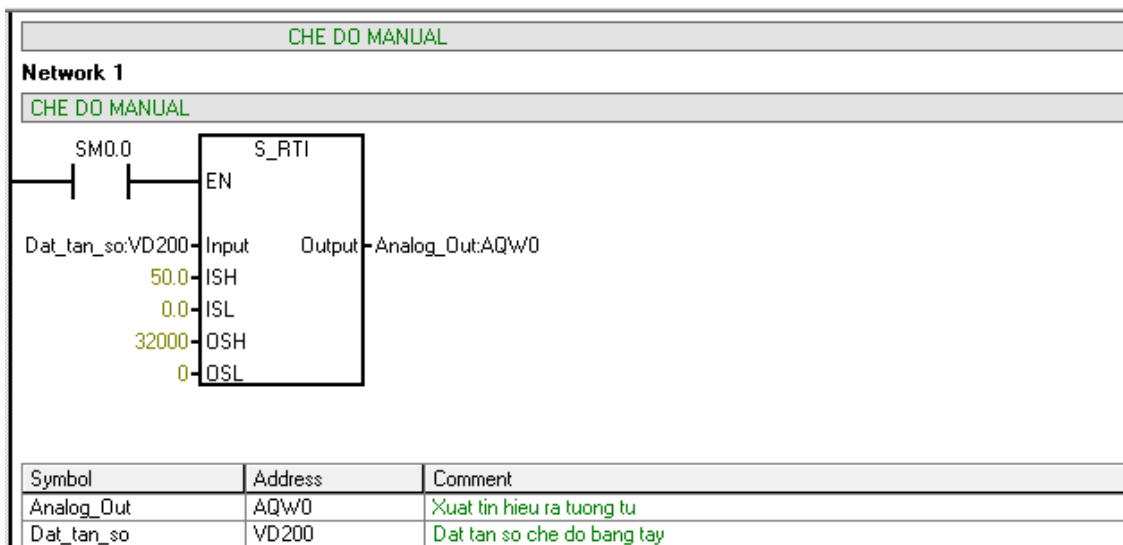 CHE DO MANUAL
Network 1
CHE DO MANUAL
SM0.0 S_RTI
EN
Dat_tan_so:VD200 Input Output Analog_Out:AQW0
50.0 ISH
0.0 ISL
32000 OSH
0 OSL
Symbol Address Comment
Analog_Out AQW0 Xuat tin hieu ra tuong tu
Dat_tan_so VD200 Dat tan so che do bang tay